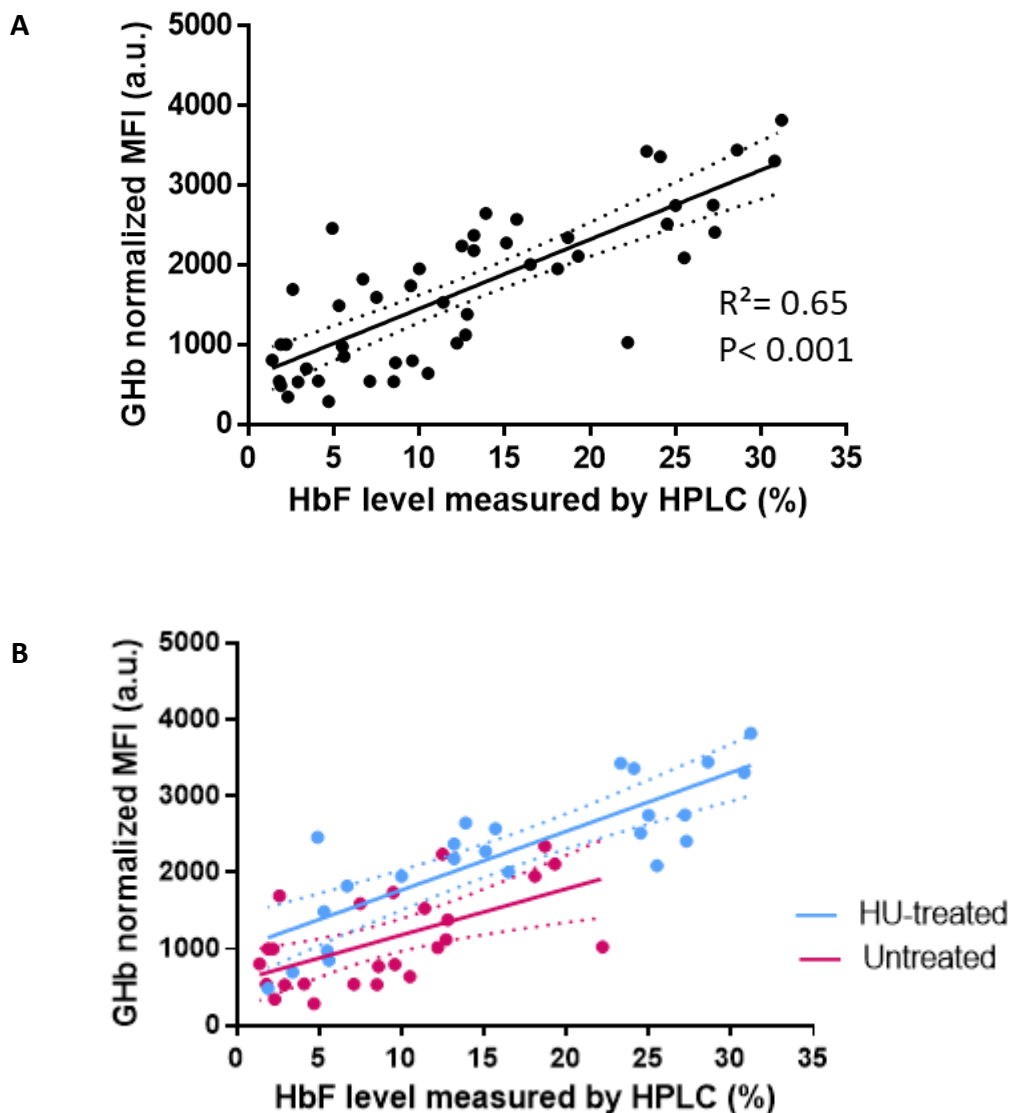 A
GHb normalized MFI (a.u.)
5000
4000
3000
2000
1000
0
R²= 0.65
P< 0.001
0 5 10 15 20 25 30 35
HbF level measured by HPLC (%)
B
GHb normalized MFI (a.u.)
5000
4000
3000
2000
1000
0
HU-treated
Untreated
0 5 10 15 20 25 30 35
HbF level measured by HPLC (%)